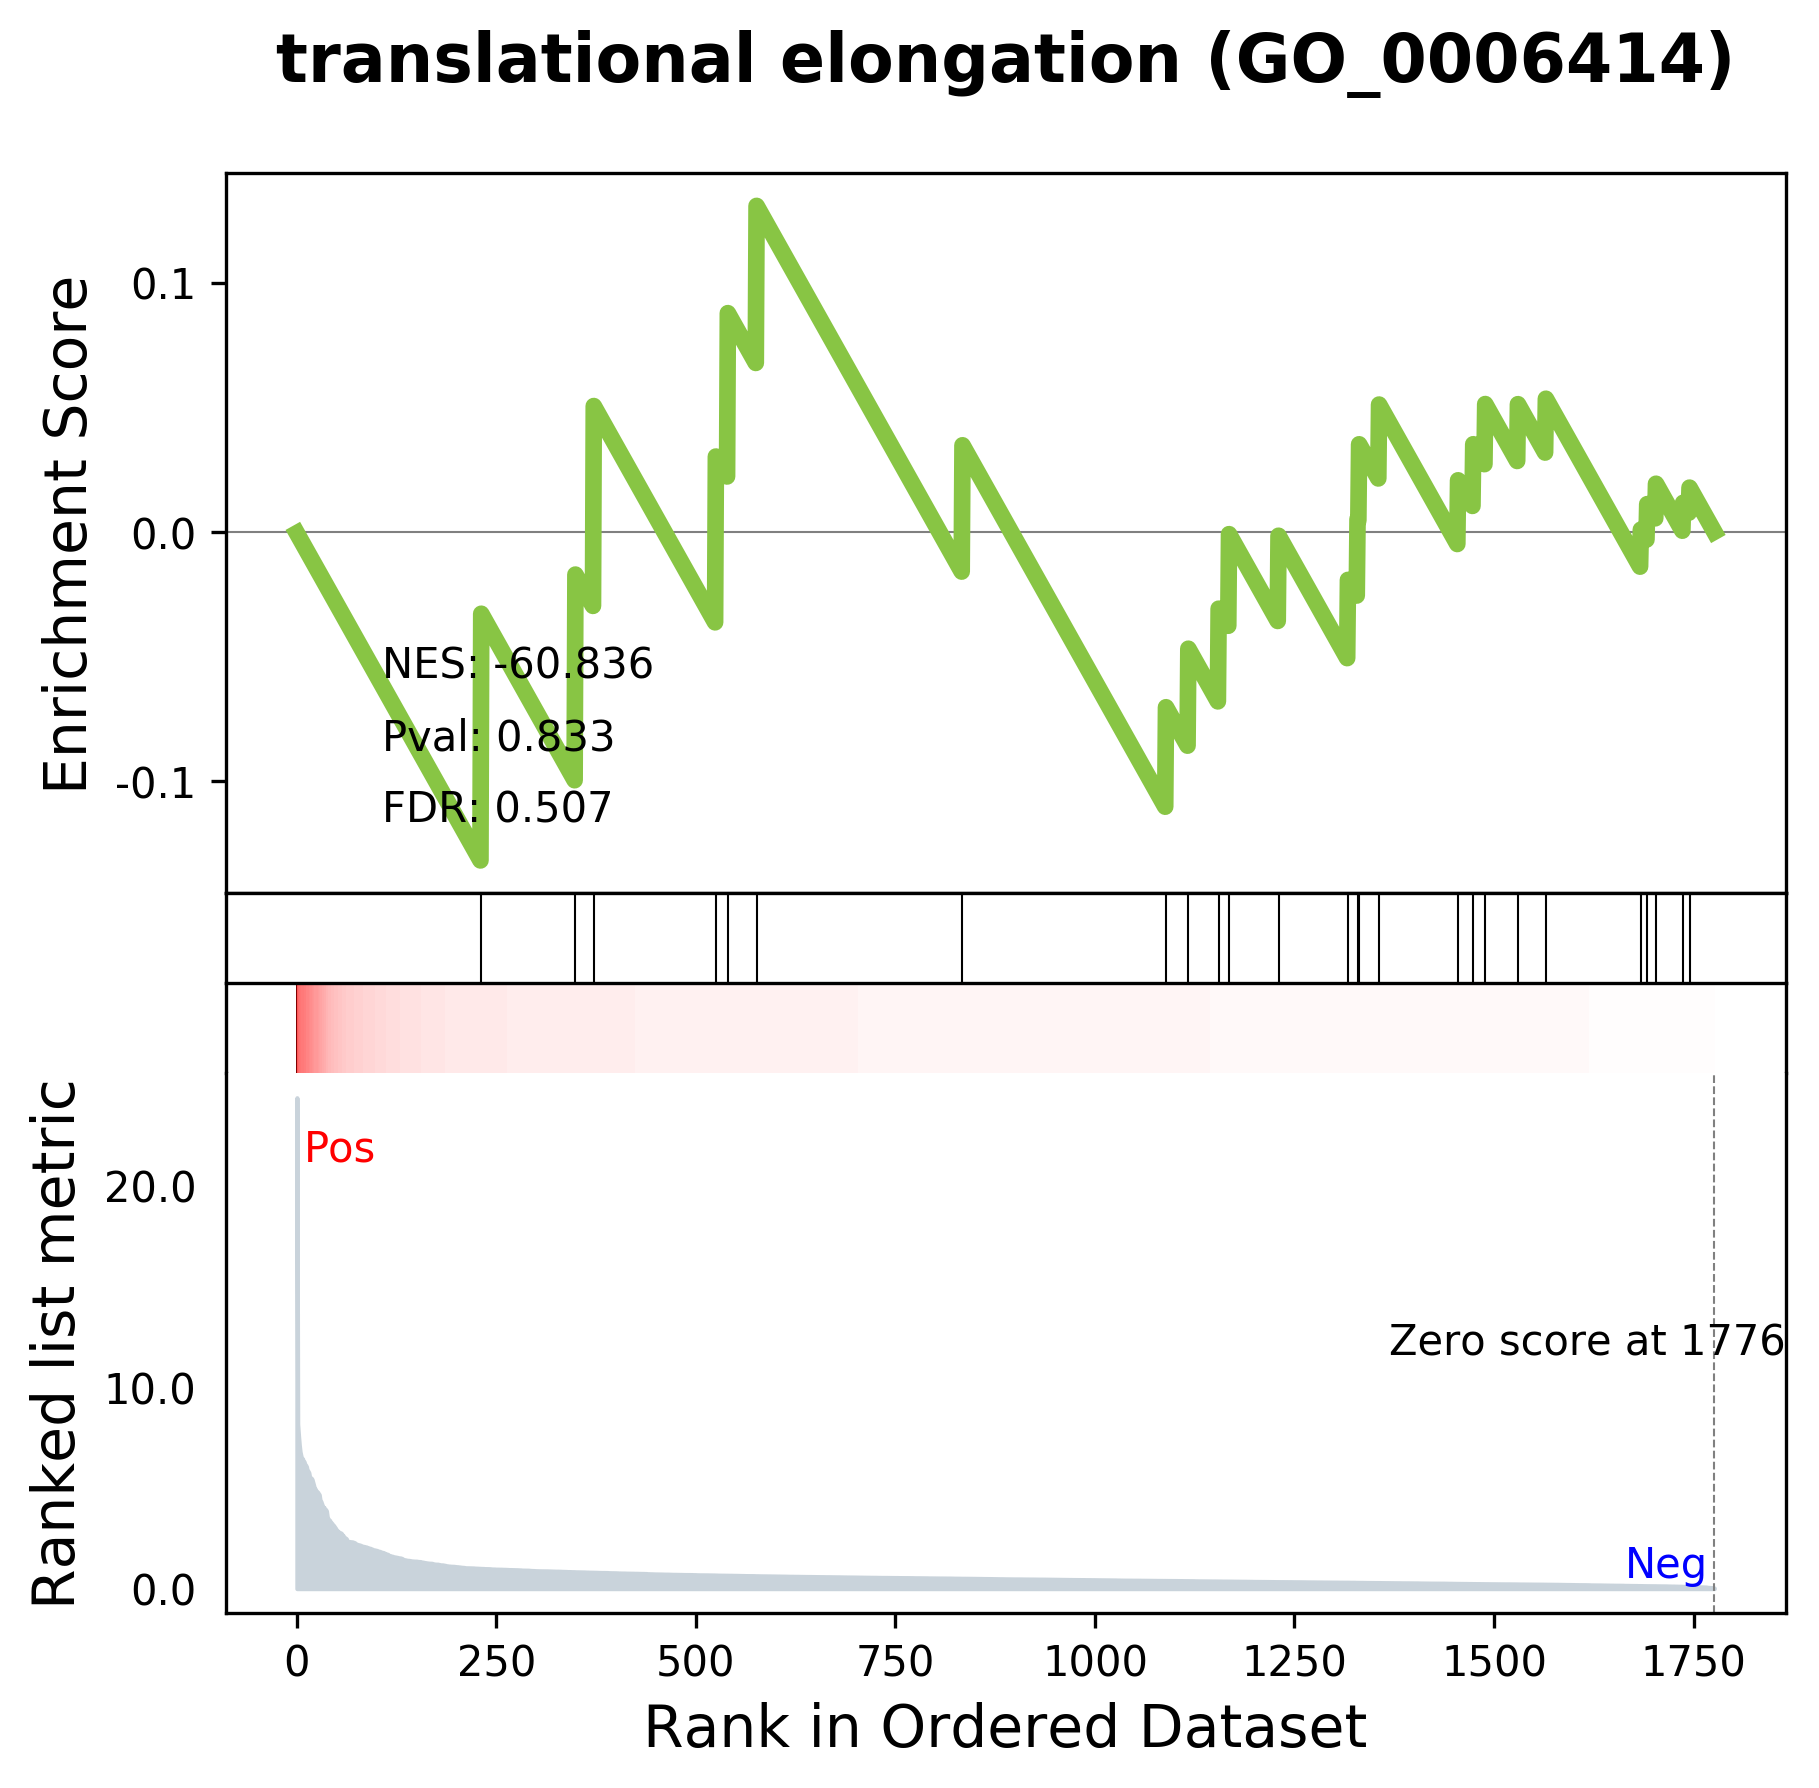 translational elongation (GO_0006414)
Enrichment Score
0.1
0.0
-0.1
NES: -60.836
Pval: 0.833
FDR: 0.507
Ranked list metric
20.0
10.0
0.0
Pos
Zero score at 1776
Neg
0 250 500 750 1000 1250 1500 1750
Rank in Ordered Dataset